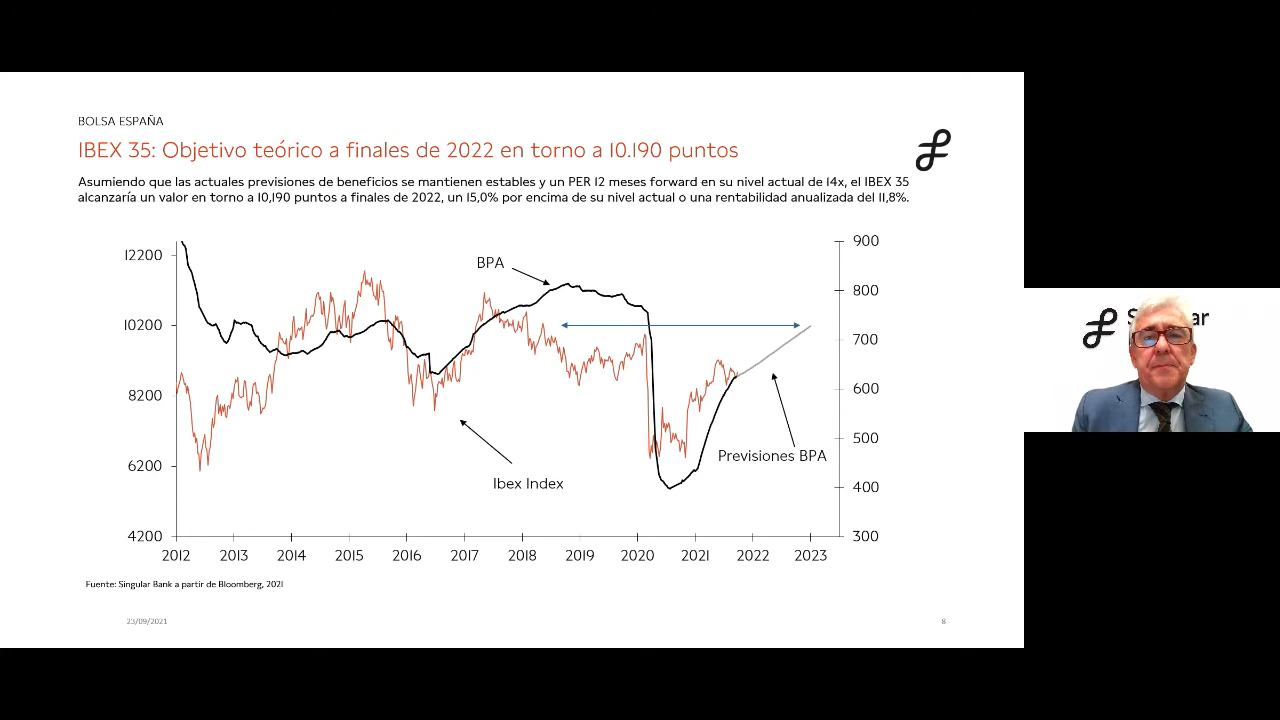 BOLSA ESPAÑA
IBEX 35: Objetivo teórico a finales de 2022 en torno a 10.190 puntos
Asumiendo que las actuales previsiones de beneficios se mantienen estables y un PER 12 meses forward en su nivel actual de 14x, el IBEX 35
alcanzaría un valor en torno a 10,190 puntos a finales de 2022, un 15,0% por encima de su nivel actual o una rentabilidad anualizada del 11,8%.
12200
10200
8200
6200
4200
900
800
700
600
500
400
300
BPA
Ibex Index
Previsiones BPA
2012 2013 2014 2015 2016 2017 2018 2019 2020 2021 2022 2023
Fuente: Singular Bank a partir de Bloomberg, 2021
23/09/2021
8